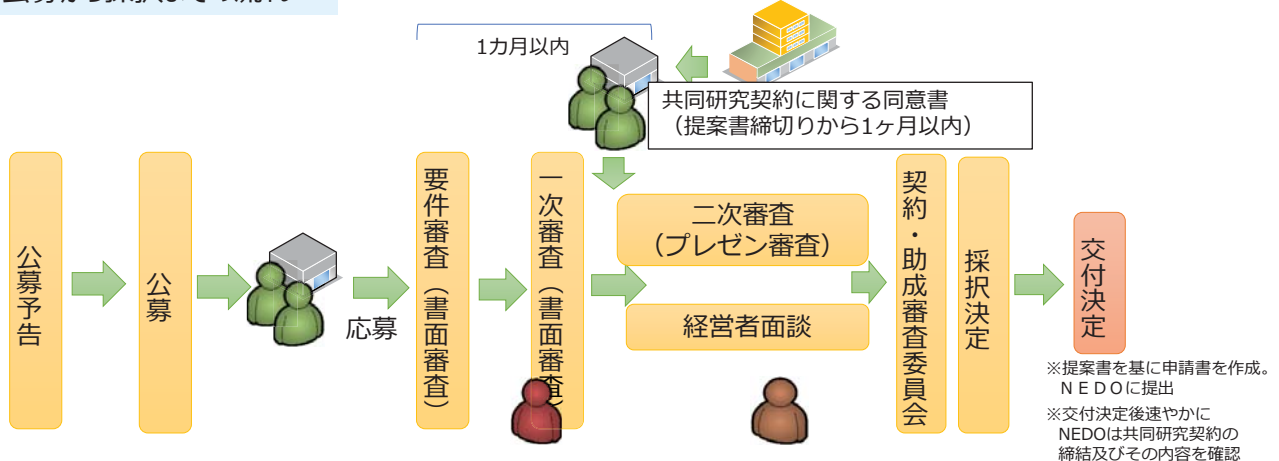 1カ月以内
共同研究契約に関する同意書
（提案書締切りから1ヶ月以内）
公募予告
公募
応募
要件審査（書面審査）
一次審査（書面審査）
二次審査
（プレゼン審査）
経営者面談
契約・助成審査委員会
採択決定
交付決定
※提案書を基に申請書を作成。
ＮＥＤＯに提出
※交付決定後速やかに
NEDOは共同研究契約の
締結及びその内容を確認